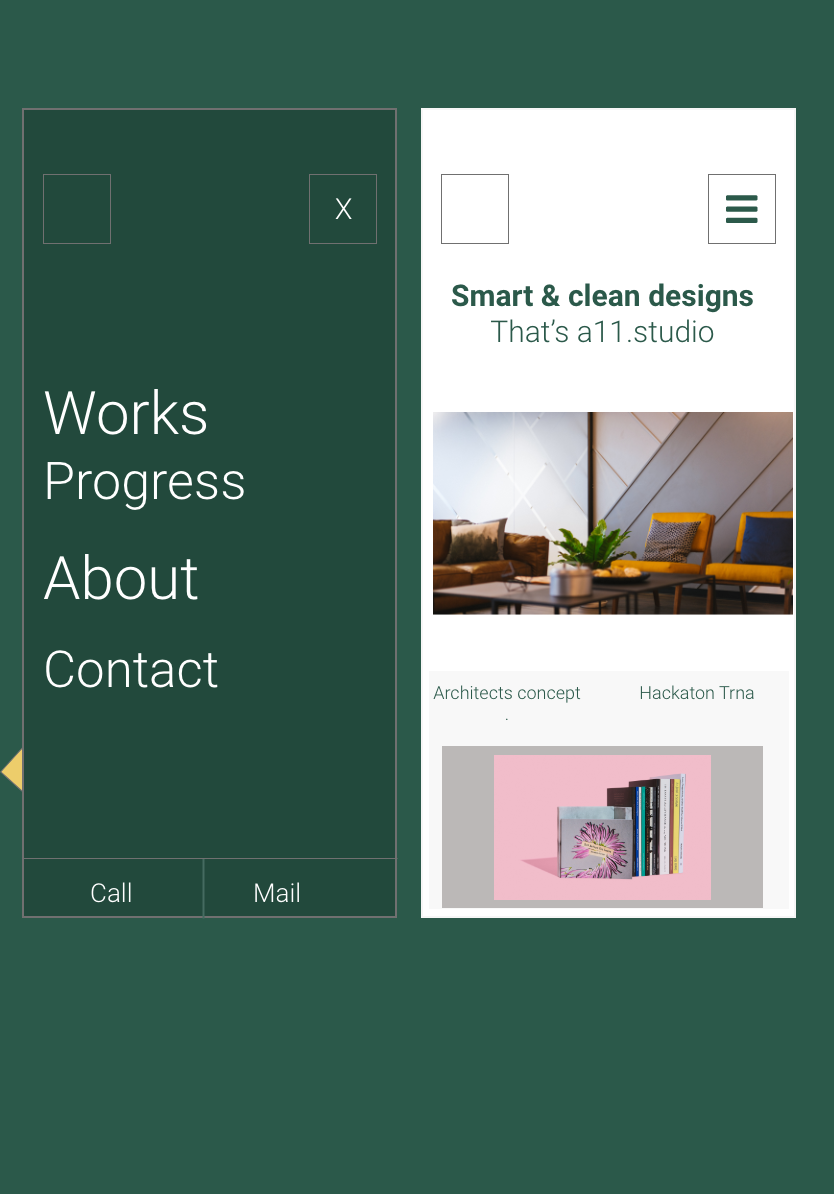 X
Works
Progress
About
Contact
Call
Mail
Smart & clean designs
That’s a11.studio
Architects concept
.
Hackaton Trna